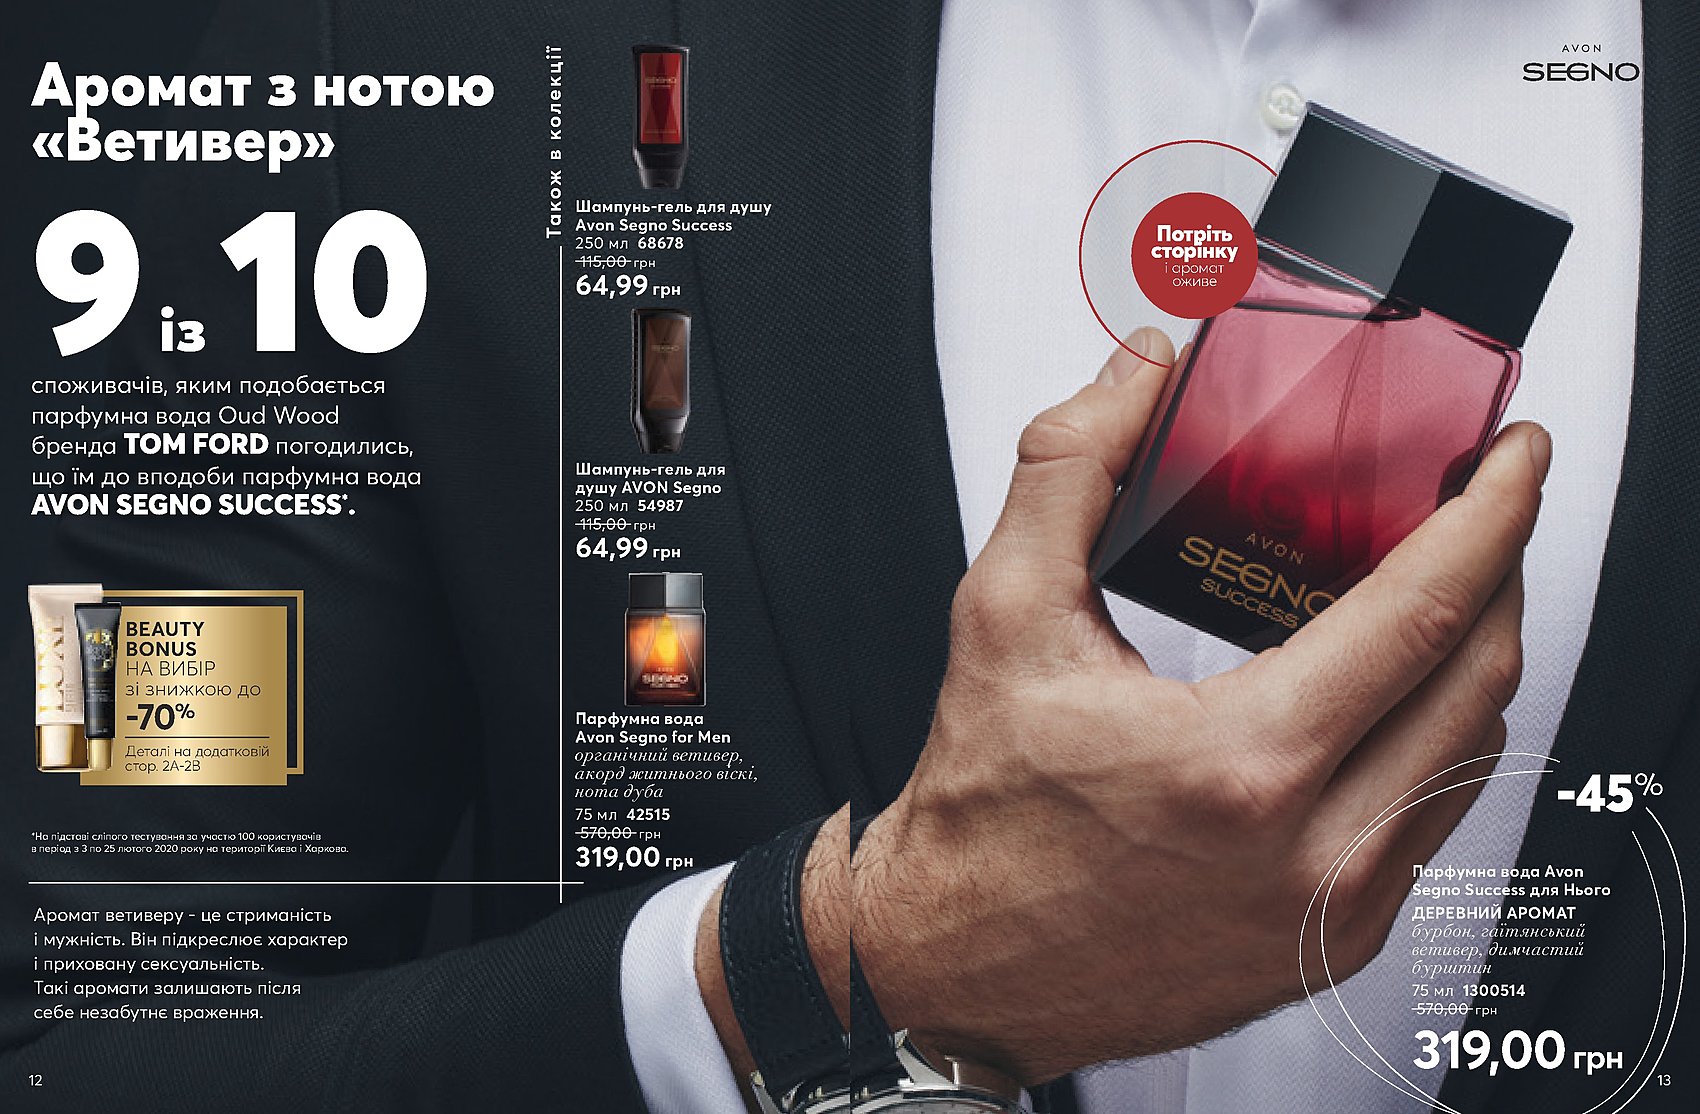 Аромат з нотою
«Ветивер»
9 із 10
споживачів, яким подобається
парфумна вода Oud Wood
бренда TOM FORD погодились,
що їм до вподоби парфумна вода
AVON SEGNO SUCCESS*.
LUXE
BEAUTY
BONUS
НА ВИБІР
ЗІ ЗНИЖКОЮ ДО
-70%
Деталі на додатковій
стор. 2А-2В
*На підставі сліпого тестування за участю 100 користувачів
в період з 3 по 25 лютого 2020 року на території Києва і Харкова.
Аромат ветиверу - це стриманість
і мужність. Він підкреслює характер
і приховану сексуальність.
Такі аромати залишають після
себе незабутнє враження.
12
Також в колекції
SEGNO
Шампунь-гель для душу
Avon Segno Success
250 мл 68678
115,00 грн
64,99 грн
SEGNO
Шампунь-гель для
душу AVON Segno
250 мл 54987
115,00 грн
64,99 грн
AVON
SEGNO
Парфумна вода
Avon Segno for Men
органічний ветивер,
акорд житнього віскі,
нота дуба
75 мл 42515
570,00 грн
319,00 грн
AVON
SEGNO
Потріть
сторінку
і аромат
оживе
AVON
SEGNO
SUCCESS
-45%
Парфумна вода Avon
Segno Success для Нього
ДЕРЕВНИЙ АРОМАТ
бурбон, гаїтянський
ветивер, димчастий
бурштин
75 мл 1300514
570,00 грн
319,00 грн
13